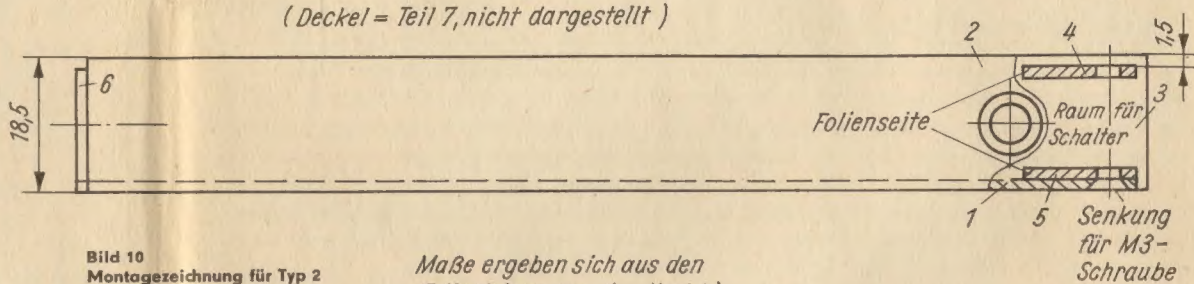 (Deckel = Teil 7, nicht dargestellt)
2
4
1,5
6
3
18,5
Folienseite
Raum für
Schalter
1
5
Senkung
für M3-
Schraube
Bild 10
Montagezeichnung für Typ 2
Maße ergeben sich aus den